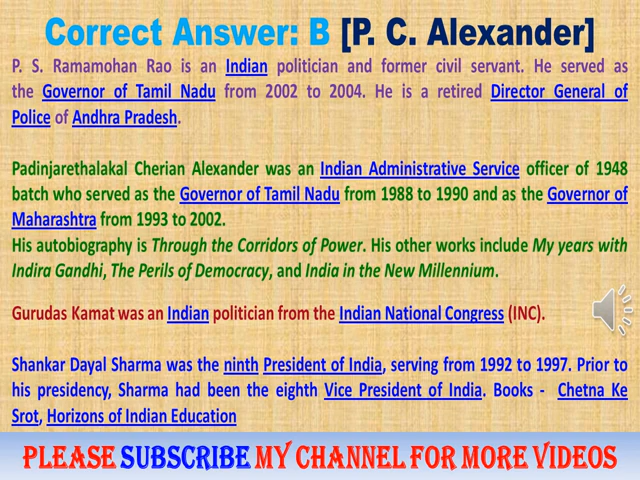 Correct Answer: B [P. C. Alexander]
P. S. Ramamohan Rao is an Indian politician and former civil servant. He served as
the Governor of Tamil Nadu from 2002 to 2004. He is a retired Director General of
Police of Andhra Pradesh.
Padinjarethalakal Cherian Alexander was an Indian Administrative Service officer of 1948
batch who served as the Governor of Tamil Nadu from 1988 to 1990 and as the Governor of
Maharashtra from 1993 to 2002.
His autobiography is Through the Corridors of Power. His other works include My years with
Indira Gandhi, The Perils of Democracy, and India in the New Millennium.
Gurudas Kamat was an Indian politician from the Indian National Congress (INC).
Shankar Dayal Sharma was the ninth President of India, serving from 1992 to 1997. Prior to
his presidency, Sharma had been the eighth Vice President of India. Books - Chetna Ke
Srot, Horizons of Indian Education
PLEASE SUBSCRIBE MY CHANNEL FOR MORE VIDEOS